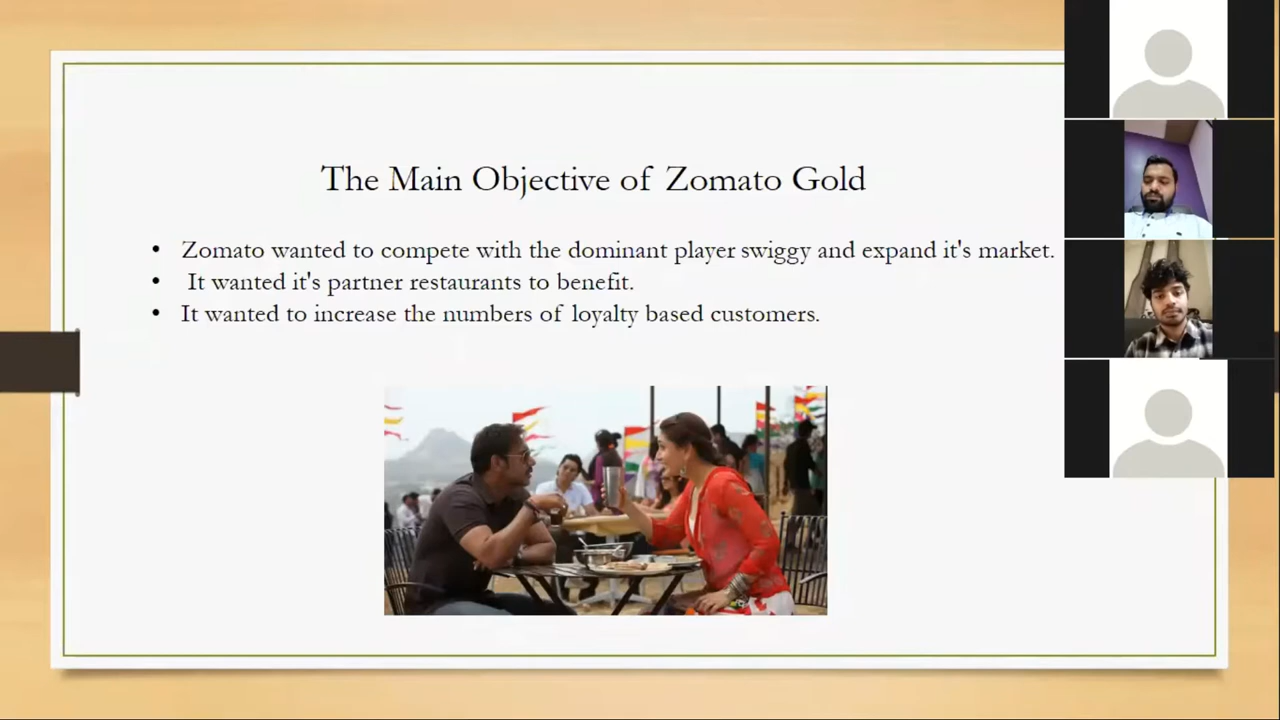 The Main Objective of Zomato Gold
• Zomato wanted to compete with the dominant player swiggy and expand it's market.
• It wanted it's partner restaurants to benefit.
• It wanted to increase the numbers of loyalty based customers.